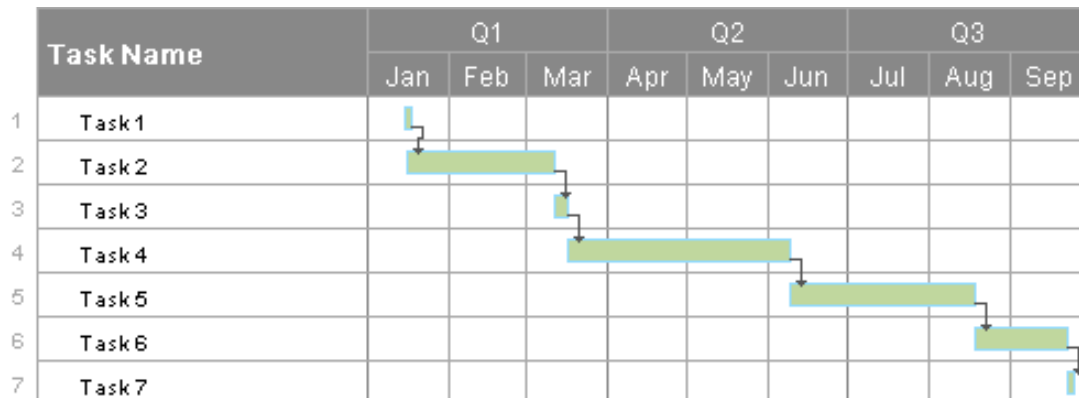 Task Name
Q1 Q2 Q3
Jan Feb Mar Apr May Jun Jul Aug Sep
1 Task 1
2 Task 2
3 Task 3
4 Task 4
5 Task 5
6 Task 6
7 Task 7